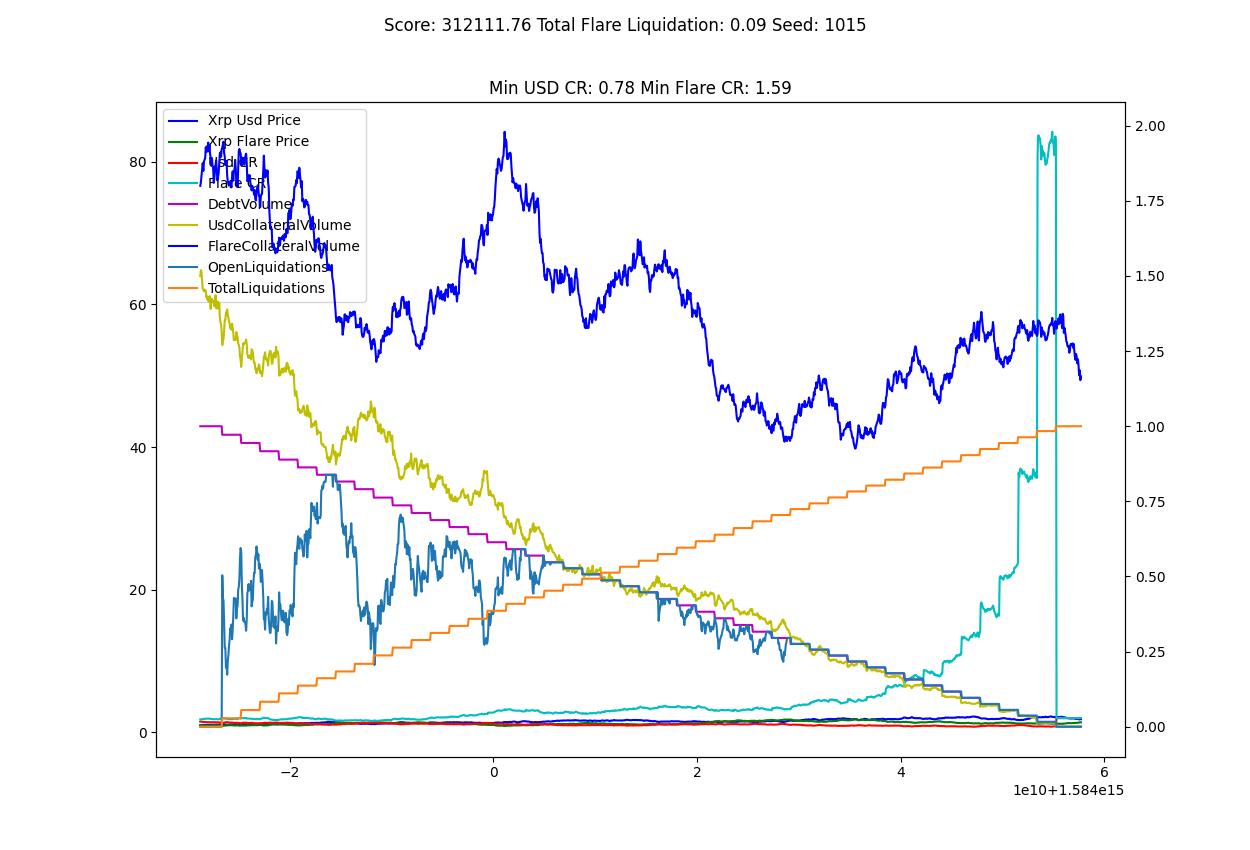 Score: 312111.76 Total Flare Liquidation: 0.09 Seed: 1015
Min USD CR: 0.78 Min Flare CR: 1.59
Xrp Usd Price
Xrp Flare Price
Usd CR
Flare CR
DebtVolume
UsdCollateralVolume
FlareCollateralVolume
OpenLiquidations
TotalLiquidations
80
60
40
20
0
2.00
1.75
1.50
1.25
1.00
0.75
0.50
0.25
0.00
−2 0 2 4 6
1e10+1.584e15